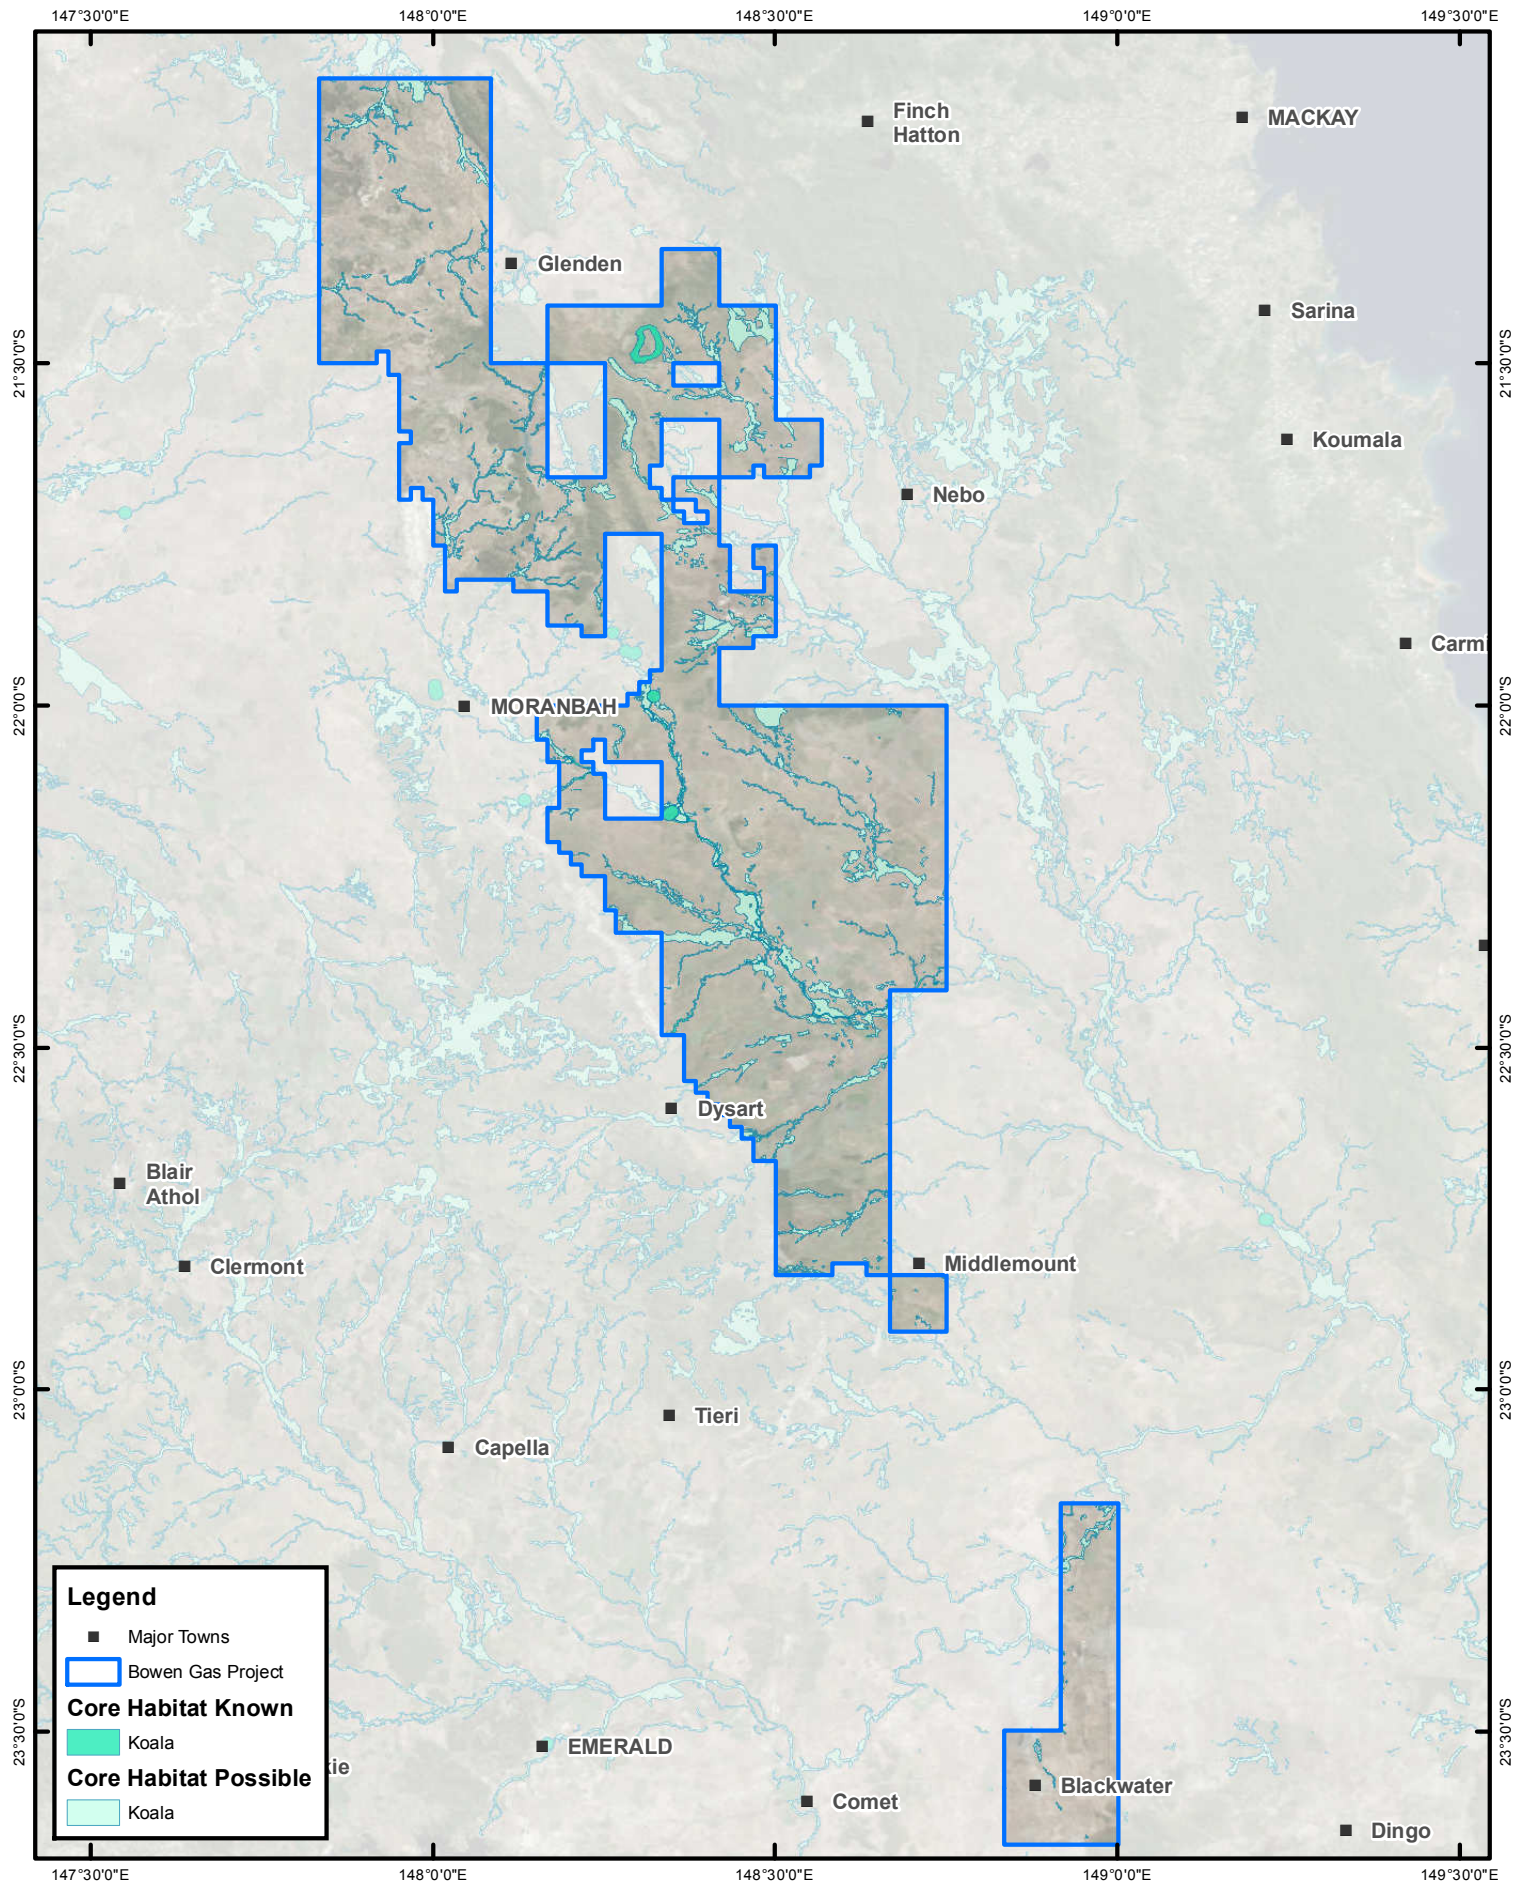 147°30'0"E
148°0'0"E
148°30'0"E
149°0'0"E
149°30'0"E
Finch
Hatton
MACKAY
Glenden
Sarina
21°30'0"S
21°30'0"S
Koumala
Nebo
Carmi
22°0'0"S
MORANBAH
22°0'0"S
22°30'0"S
22°30'0"S
Dysart
Blair
Athol
Clermont
Middlemount
23°0'0"S
23°0'0"S
Tieri
Capella
Legend
Major Towns
Bowen Gas Project
Core Habitat Known
Koala
Core Habitat Possible
Koala
kie
23°30'0"S
23°30'0"S
EMERALD
Blackwater
Comet
Dingo
147°30'0"E
148°0'0"E
148°30'0"E
149°0'0"E
149°30'0"E